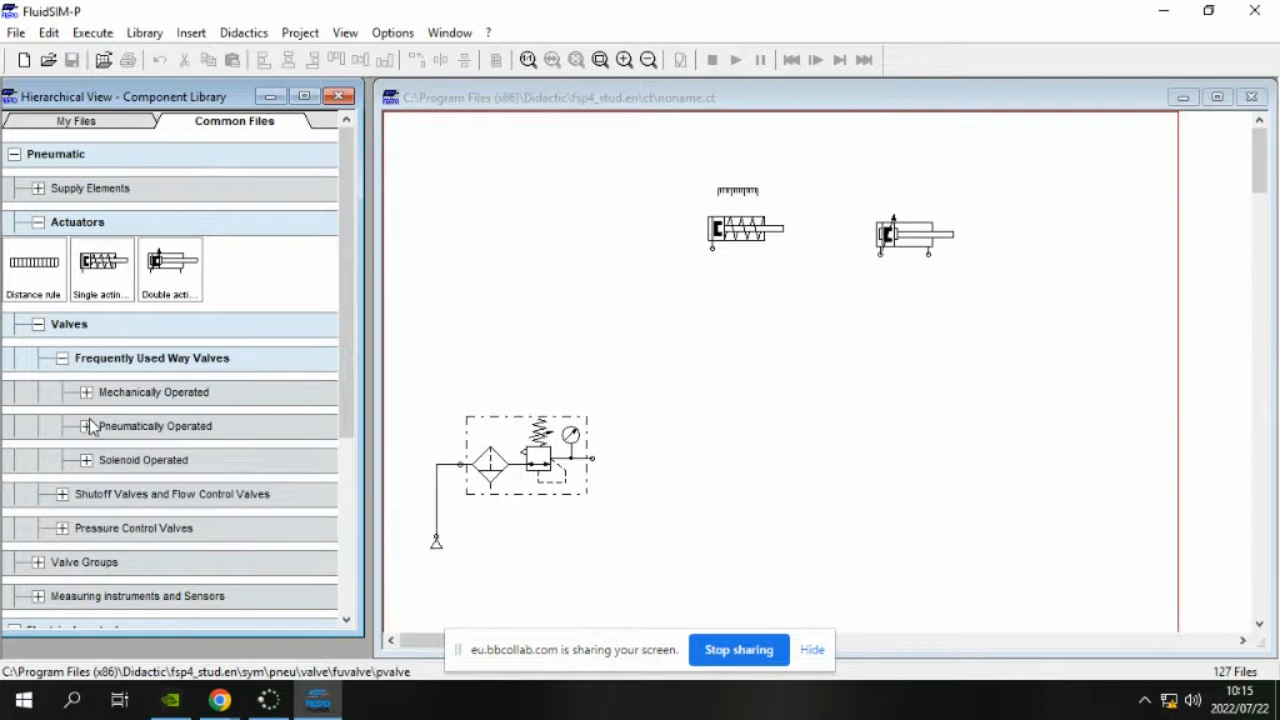 FluidSIM-P
File Edit Execute Library Insert Didactics Project View Options Window ?
Hierarchical View - Component Library
C:\Program Files (x86)\Didactic\fsp4_stud.en\ct\noname.ct
My Files Common Files
Pneumatic
Supply Elements
Actuators
Distance rule Single actin... Double acti...
Valves
Frequently Used Way Valves
Mechanically Operated
Pneumatically Operated
Solenoid Operated
Shutoff Valves and Flow Control Valves
Pressure Control Valves
Valve Groups
Measuring instruments and Sensors
eu.bbcollab.com is sharing your screen. Stop sharing Hide
C:\Program Files (x86)\Didactic\fsp4_stud.en\sym\pneu\valve\fuvalve\pvalve 127 Files
10:15
2022/07/22